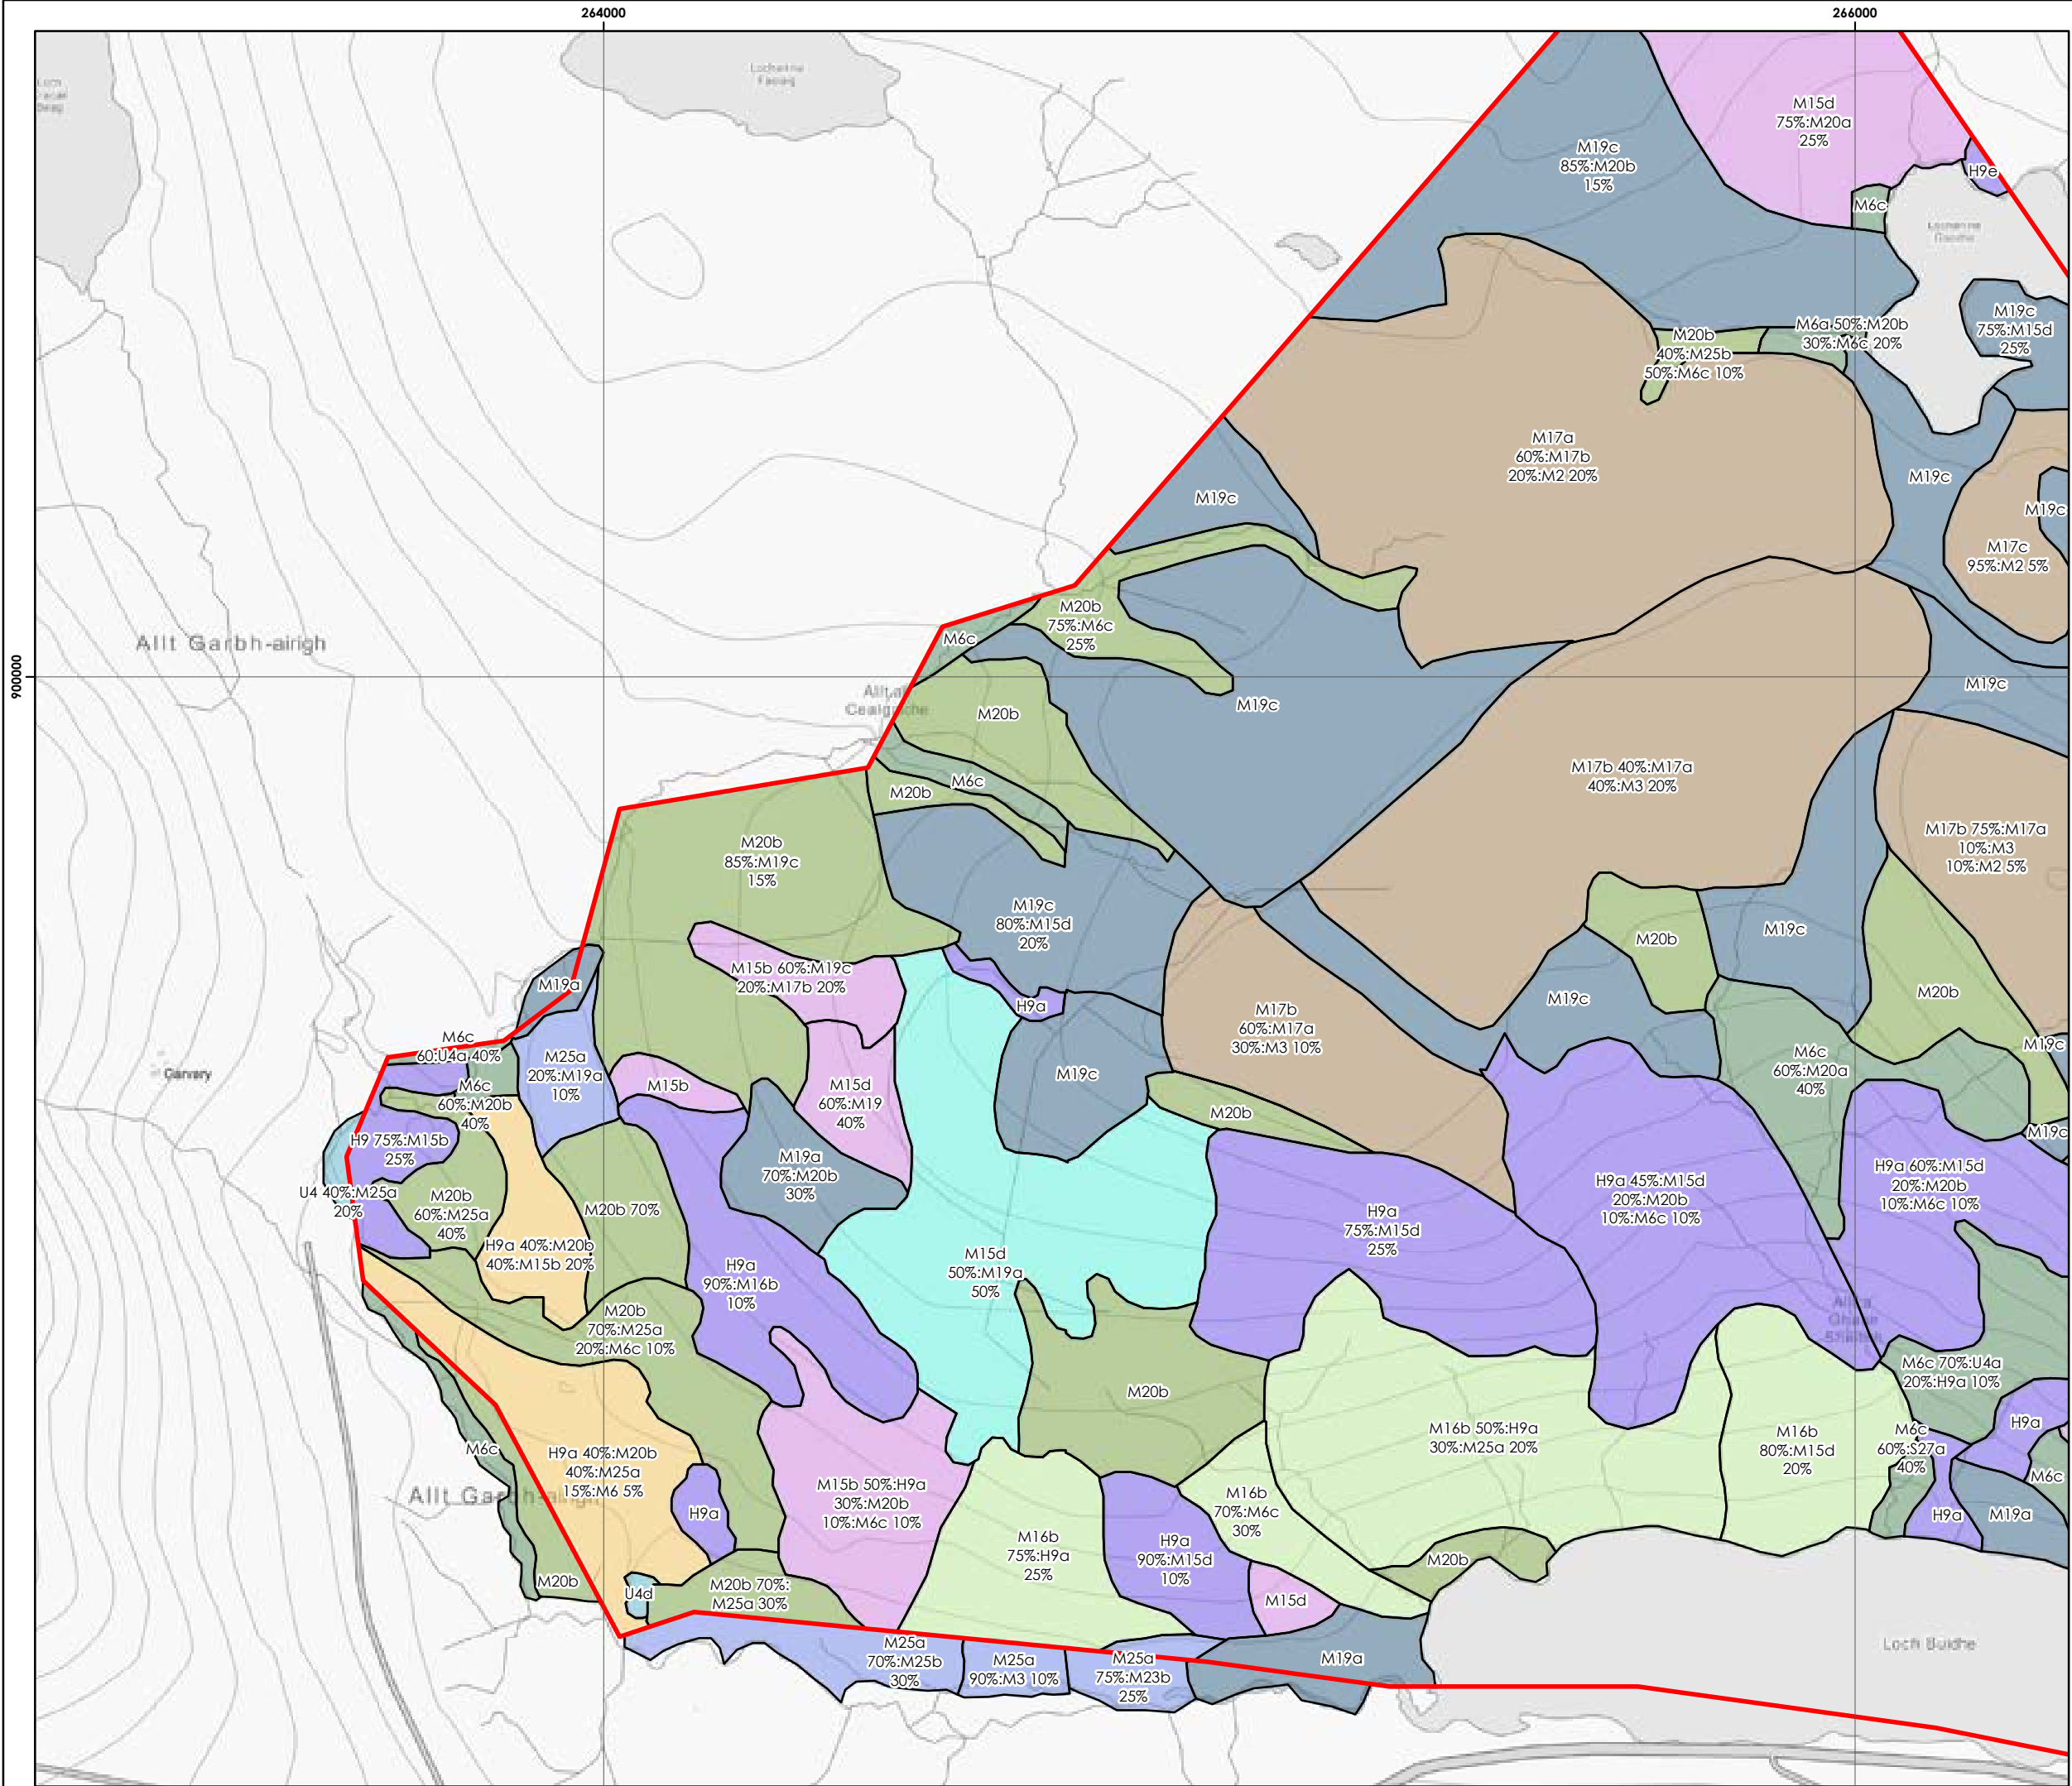 264000
266000
900000
Lochanna
M15d
75%:M20a
25%
M19c
85%:M20b
15%
H9e
M6c
M19c
75%:M15d
25%
M6a 50%:M20b
30%:M6c 20%
M20b
40%:M25b
50%:M6c 10%
M17a
60%:M17b
20%:M2 20%
M19c
M19c
M19c
M17c
95%:M2 5%
M20b
75%:M6c
25%
M6c
Allt Garbh-airigh
M19c
M19c
M20b
M17b 40%:M17a
40%:M3 20%
M6c
M20b
M17b 75%:M17a
10%:M3
10%:M2 5%
M20b
85%:M19c
15%
M19c
80%:M15d
20%
M20b
M19c
M15b 60%:M19c
20%:M17b 20%
M19a
M19c
M20b
H9a
M17b
60%:M17a
30%:M3 10%
M6c
60:U4a 40%
M19c
Garvary
M25a
20%:M19a
10%
M6c
60%:M20a
40%
M19c
M15b
M6c
60%:M20b
40%
M15d
60%:M19
40%
M20b
M19c
H9 75%:M15b
25%
M19a
70%:M20b
30%
H9a 60%:M15d
20%:M20b
10%:M6c 10%
H9a 45%:M15d
20%:M20b
10%:M6c 10%
U4 40%:M25a
20%
M20b
60%:M25a
40%
M20b 70%
H9a
75%:M15d
25%
H9a 40%:M20b
40%:M15b 20%
M15d
50%:M19a
50%
H9a
90%:M16b
10%
M20b
70%:M25a
20%:M6c 10%
M6c 70%:U4a
20%:H9a 10%
M20b
H9a
M16b 50%:H9a
30%:M25a 20%
M16b
80%:M15d
20%
M6c
60%:S27a
40%
M6c
H9a 40%:M20b
40%:M25a
15%:M6 5%
Allt Garbh-airigh
M6c
M15b 50%:H9a
30%:M20b
10%:M6c 10%
M16b
70%:M6c
30%
H9a
H9a
M19a
M16b
75%:H9a
25%
H9a
90%:M15d
10%
M20b
M20b
U4d
M20b 70%:
M25a 30%
M15d
Loch Buidhe
M25a
70%:M25b
30%
M25a
90%:M3 10%
M25a
75%:M23b
25%
M19a